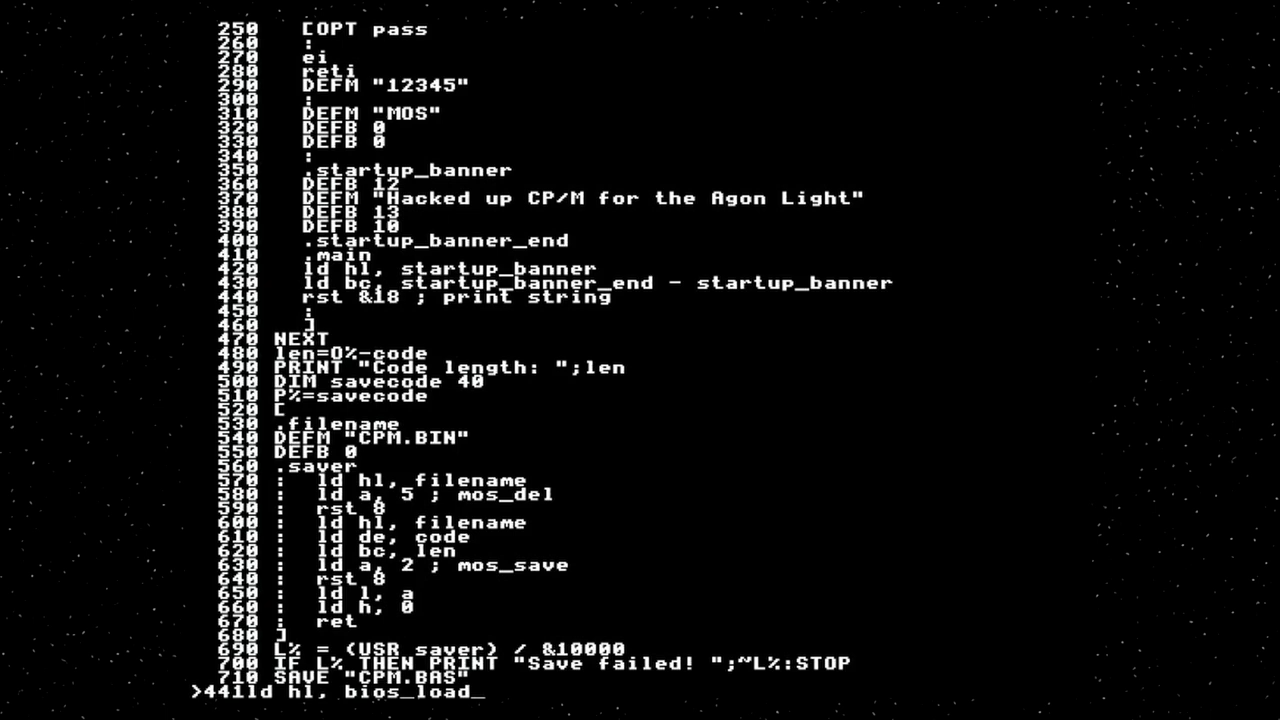 250   [OPT pass
260   :
270   ei
280   reti
290   DEFM "12345"
300   :
310   DEFM "MOS"
320   DEFB 0
330   DEFB 0
340   :
350   .startup_banner
360   DEFB 12
370   DEFM "Hacked up CP/M for the Agon Light"
380   DEFB 13
390   DEFB 10
400   .startup_banner_end
410   .main
420   ld hl, startup_banner
430   ld bc, startup_banner_end - startup_banner
440   rst &18 ; print string
450   :
460   ]
470 NEXT
480 len=O%-code
490 PRINT "Code length: ";len
500 DIM savecode 40
510 P%=savecode
520 [
530 .filename
540 DEFM "CPM.BIN"
550 DEFB 0
560 .saver
570 :  ld hl, filename
580 :  ld a, 5 ; mos_del
590 :  rst 8
600 :  ld hl, filename
610 :  ld de, code
620 :  ld bc, len
630 :  ld a, 2 ; mos_save
640 :  rst 8
650 :  ld l, a
660 :  ld h, 0
670 :  ret
680 ]
690 L% = (USR saver) / &10000
700 IF L% THEN PRINT "Save failed! ";~L%:STOP
710 SAVE "CPM.BAS"
>441ld hl, bios_load_